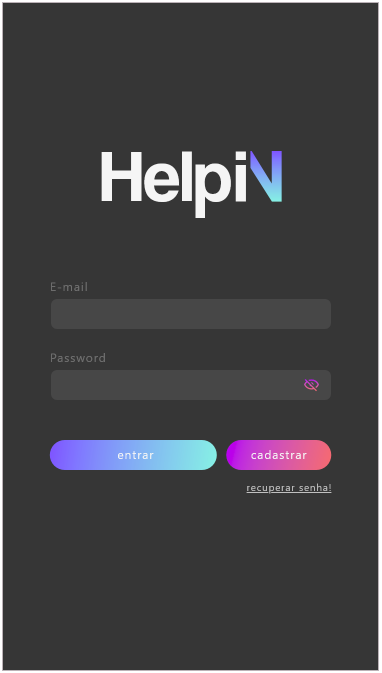 HelpiN
E-mail
Password
entrar
cadastrar
recuperar senha!